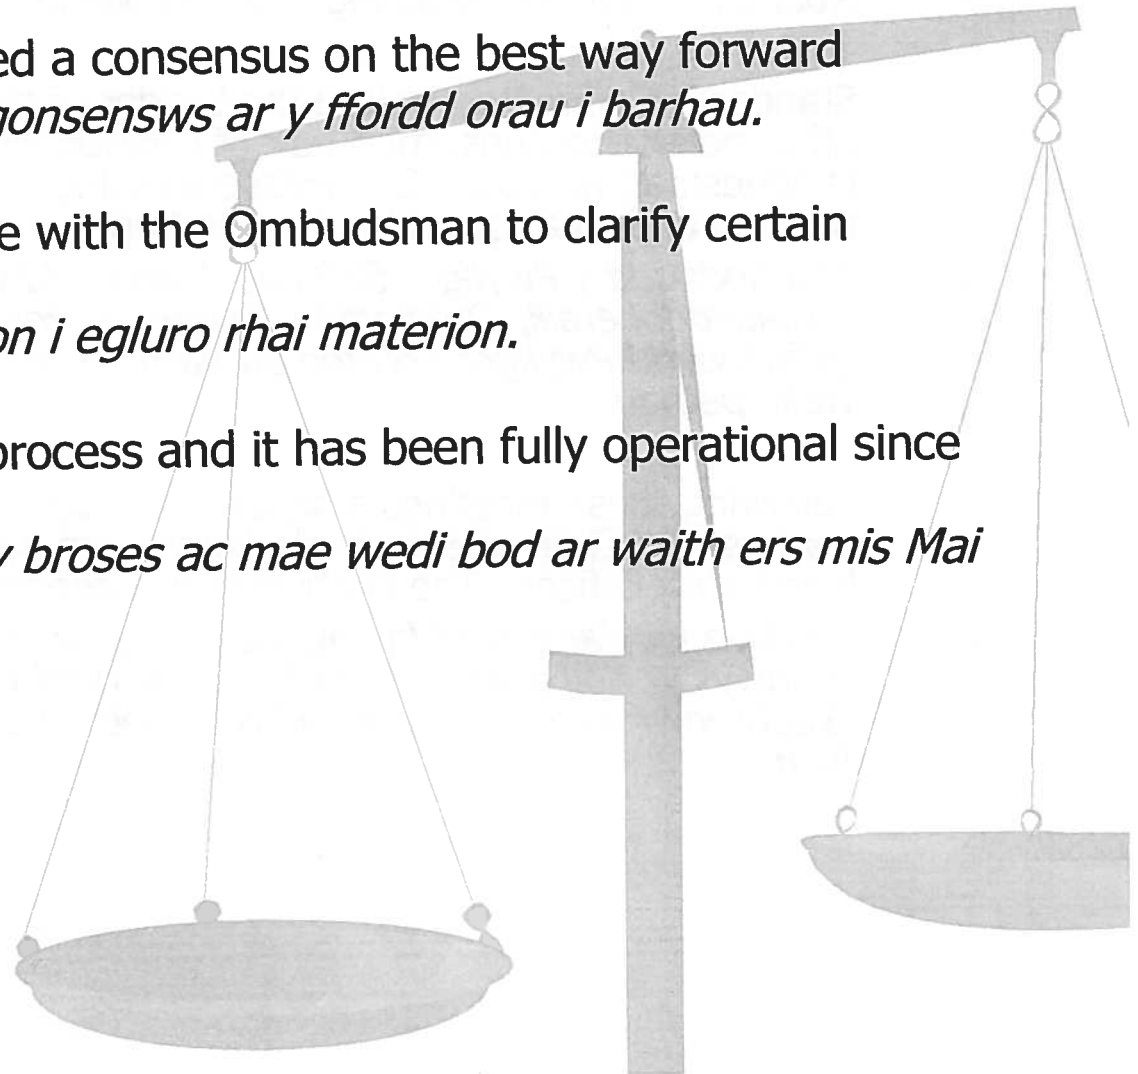 ed a consensus on the best way forward
gonsensws ar y ffordd orau i barhau.
e with the Ombudsman to clarify certain
on i egluro rhai materion.
process and it has been fully operational since
y broses ac mae wedi bod ar waith ers mis Mai